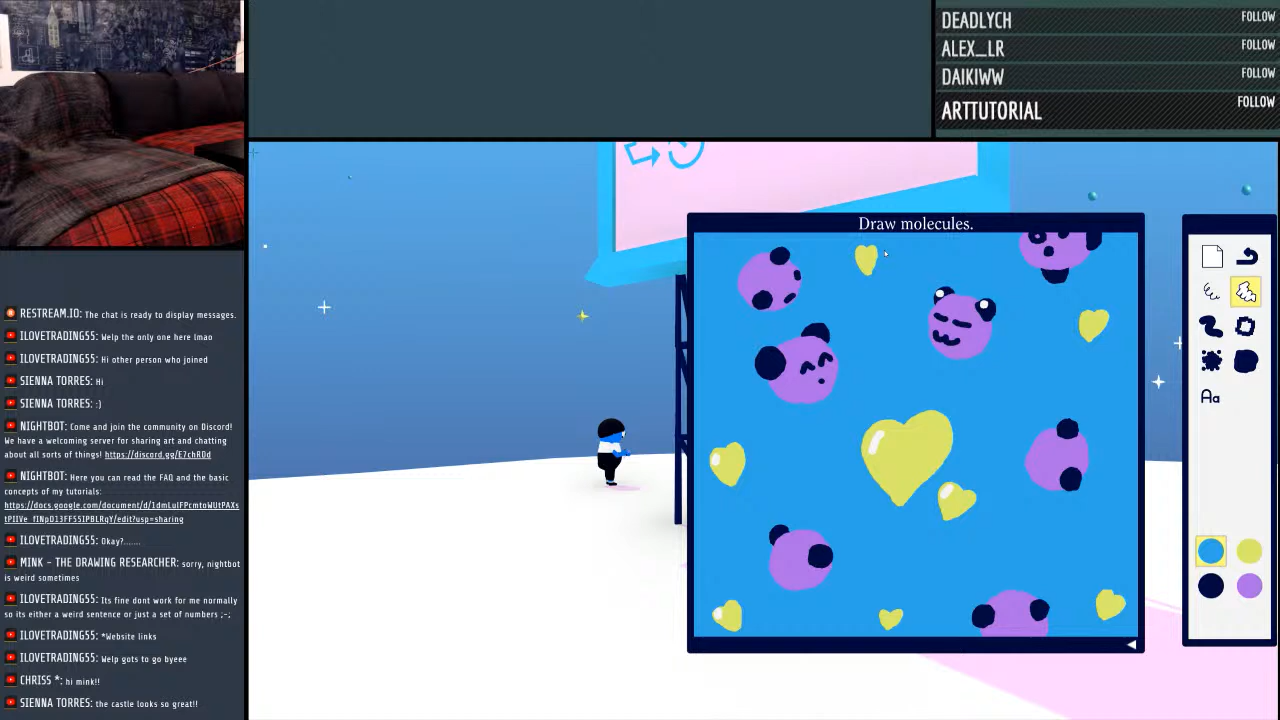 DEADLYCH FOLLOW
ALEX_LR FOLLOW
DAIKIWW FOLLOW
ARTTUTORIAL FOLLOW
Draw molecules.
Aa
RESTREAM.IO: The chat is ready to display messages.
ILOVETRADING55: Welp the only one here lmao
ILOVETRADING55: Hi other person who joined
SIENNA TORRES: Hi
SIENNA TORRES: :)
NIGHTBOT: Come and join the community on Discord!
We have a welcoming server for sharing art and chatting
about all sorts of things! https://discord.gg/E7chRDd
NIGHTBOT: Here you can read the FAQ and the basic
concepts of my tutorials:
ILOVETRADING55: Okay?.......
MINK - THE DRAWING RESEARCHER: sorry, nightbot
is weird sometimes
ILOVETRADING55: Its fine dont work for me normally
so its either a weird sentence or just a set of numbers ;-;
ILOVETRADING55: *Website links
ILOVETRADING55: Welp gots to go byeee
CHRISS *: hi mink!!
SIENNA TORRES: the castle looks so great!!